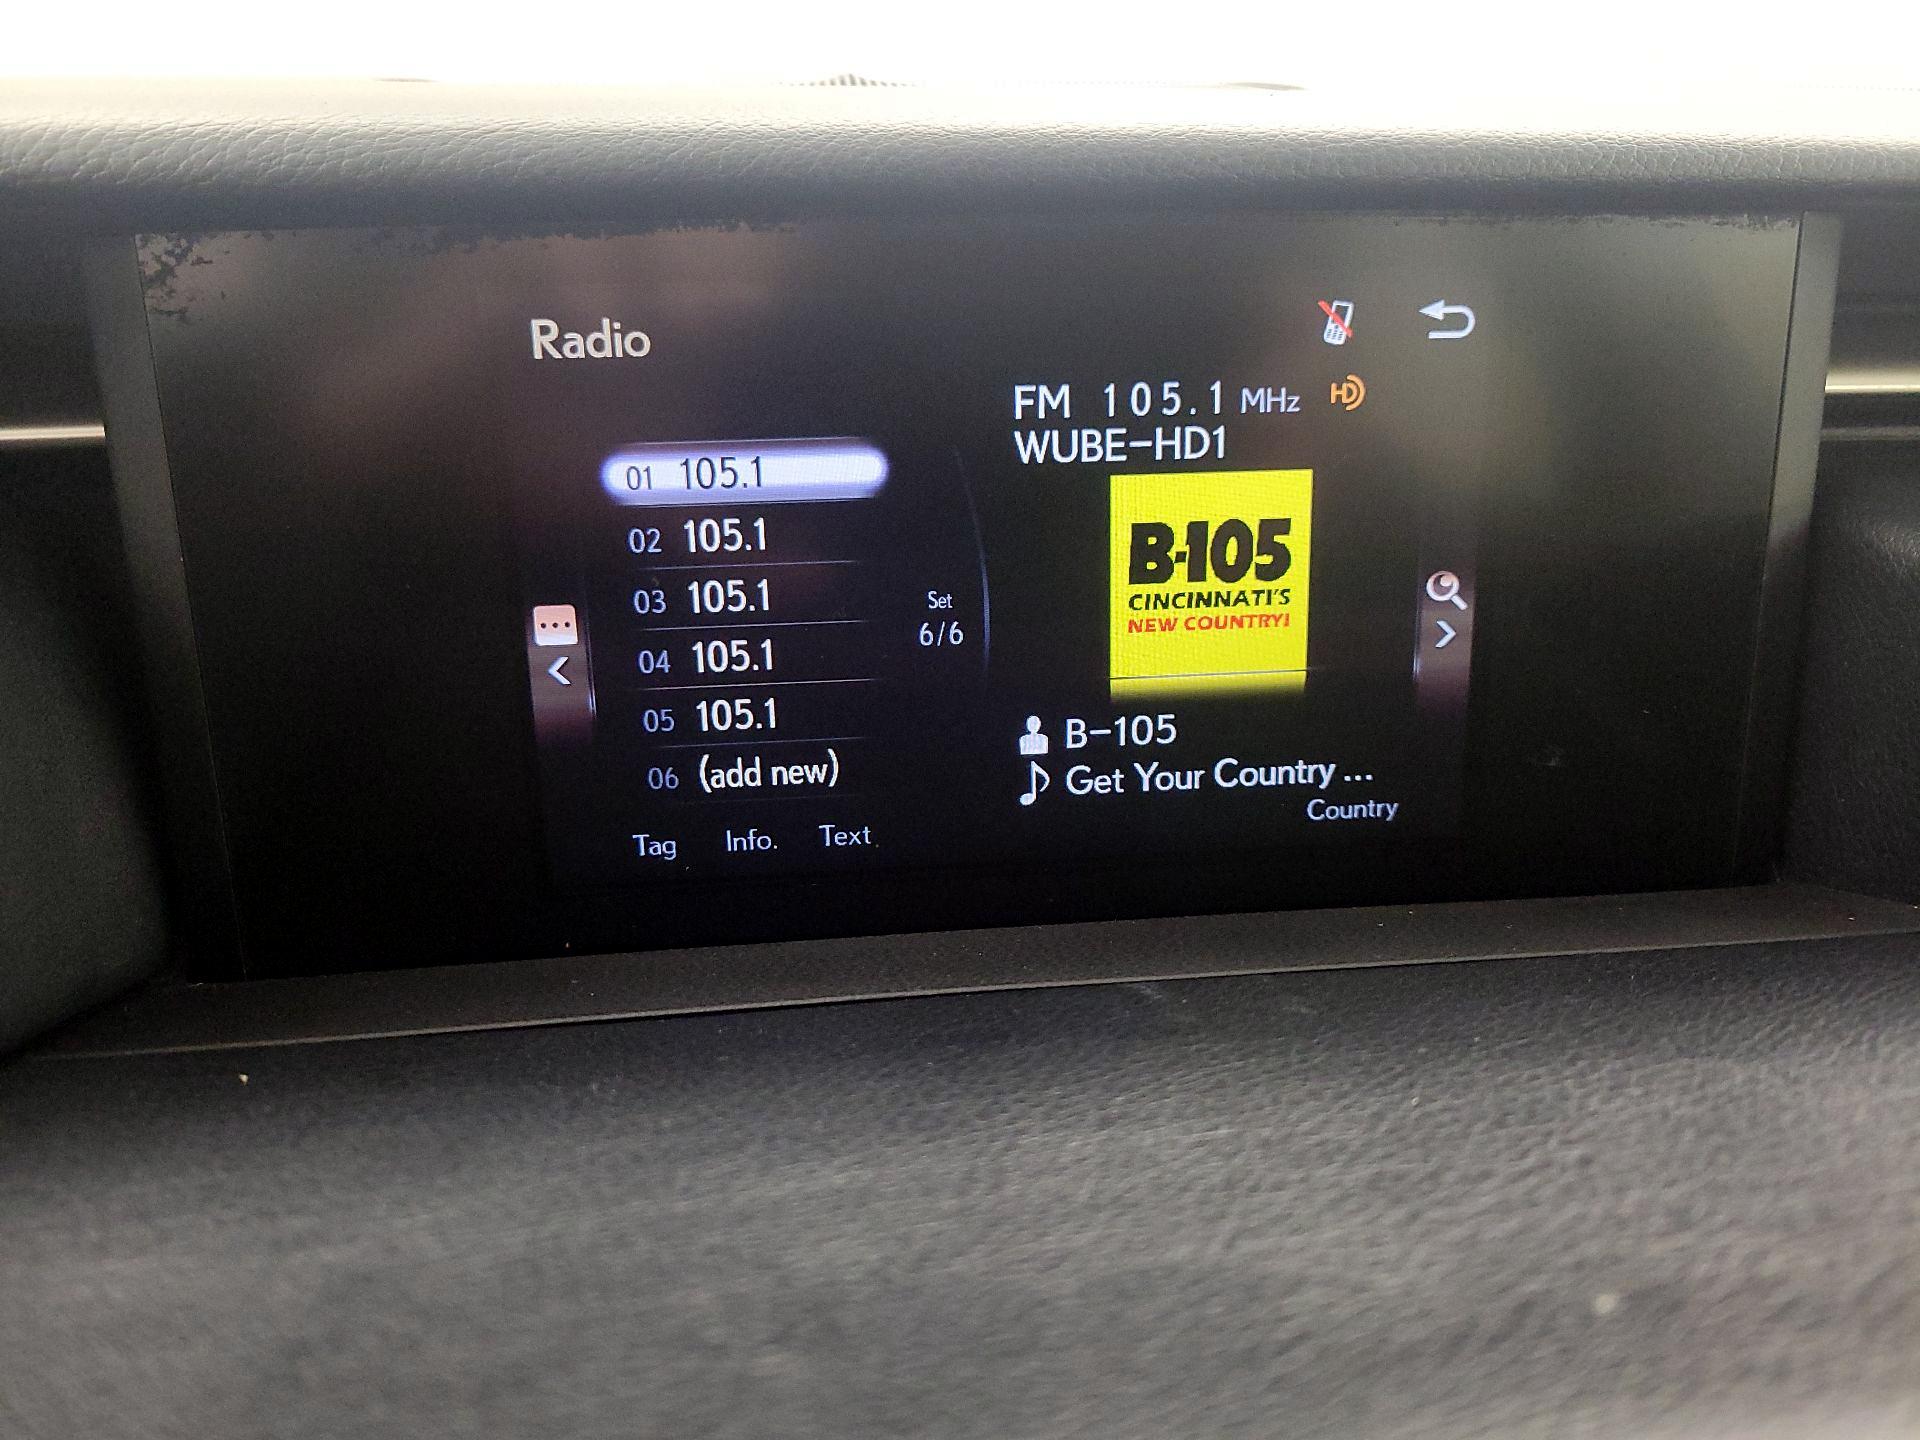 Radio
01 105.1
02 105.1
03 105.1
04 105.1
05 105.1
06 (add new)
Tag Info. Text
Set
6/6
FM 105.1 MHz HD
WUBE-HD1
B-105
CINCINNATI'S
NEW COUNTRY!
B-105
Get Your Country ...
Country